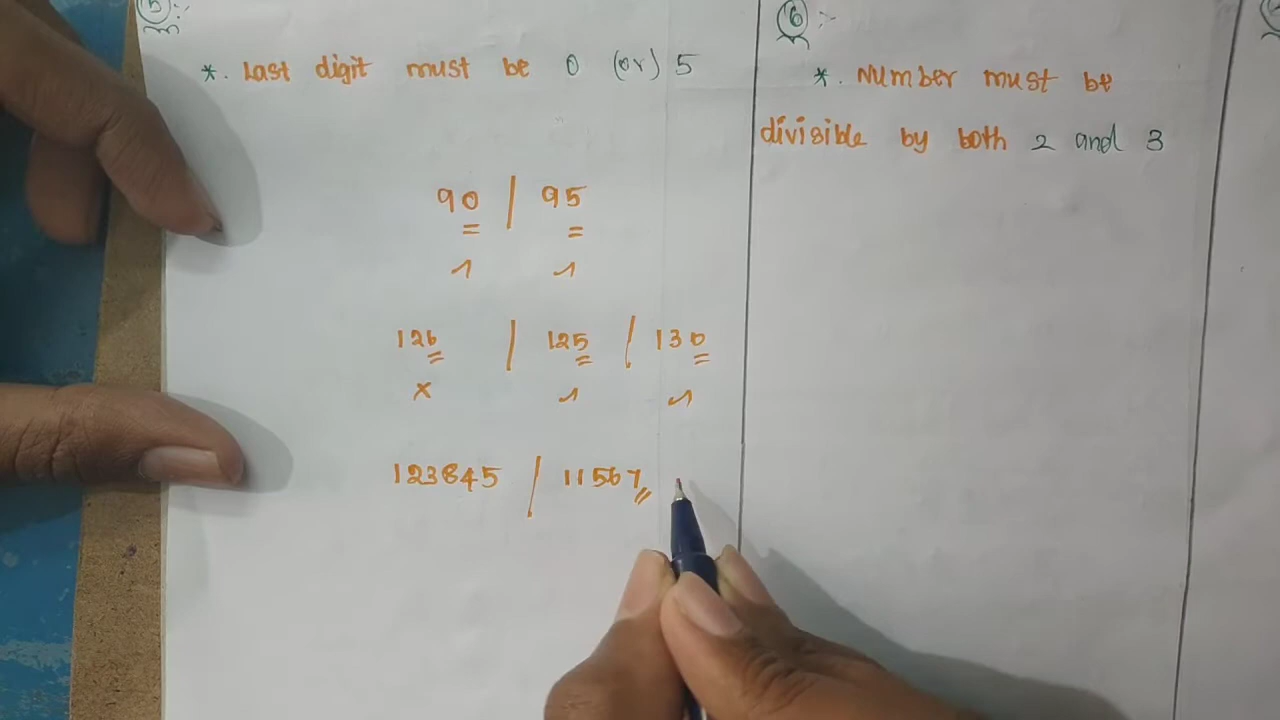 5 :-
*. Last digit must be 0 (or) 5
90 | 95
126 | 125 | 130
×
123845 | 11567
6 :-
*. Number must be
divisible by both 2 and 3